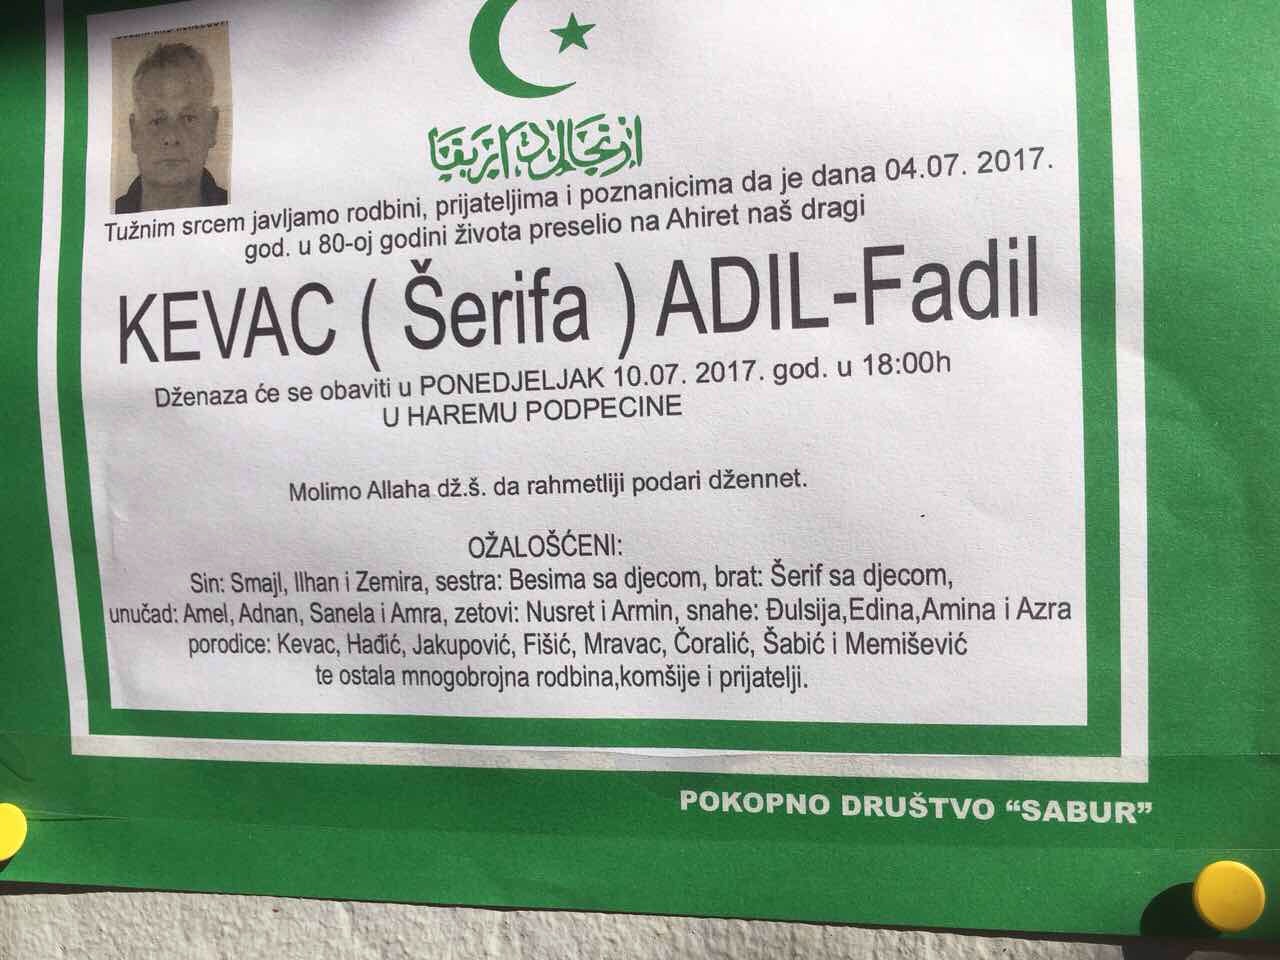 Tužnim srcem javljamo rodbini, prijateljima i poznanicima da je dana 04.07. 2017.
god. u 80-oj godini života preselio na Ahiret naš dragi
KEVAC ( Šerifa ) ADIL-Fadil
Dženaza će se obaviti u PONEDJELJAK 10.07. 2017. god. u 18:00h
U HAREMU PODPECINE
Molimo Allaha dž.š. da rahmetliji podari džennet.
OŽALOŠĆENI:
Sin: Smajl, Ilhan i Zemira, sestra: Besima sa djecom, brat: Šerif sa djecom,
unučad: Amel, Adnan, Sanela i Amra, zetovi: Nusret i Armin, snahe: Đulsija,Edina,Amina i Azra
porodice: Kevac, Hađić, Jakupović, Fišić, Mravac, Čoralić, Šabić i Memišević
te ostala mnogobrojna rodbina,komšije i prijatelji.
POKOPNO DRUŠTVO “SABUR”